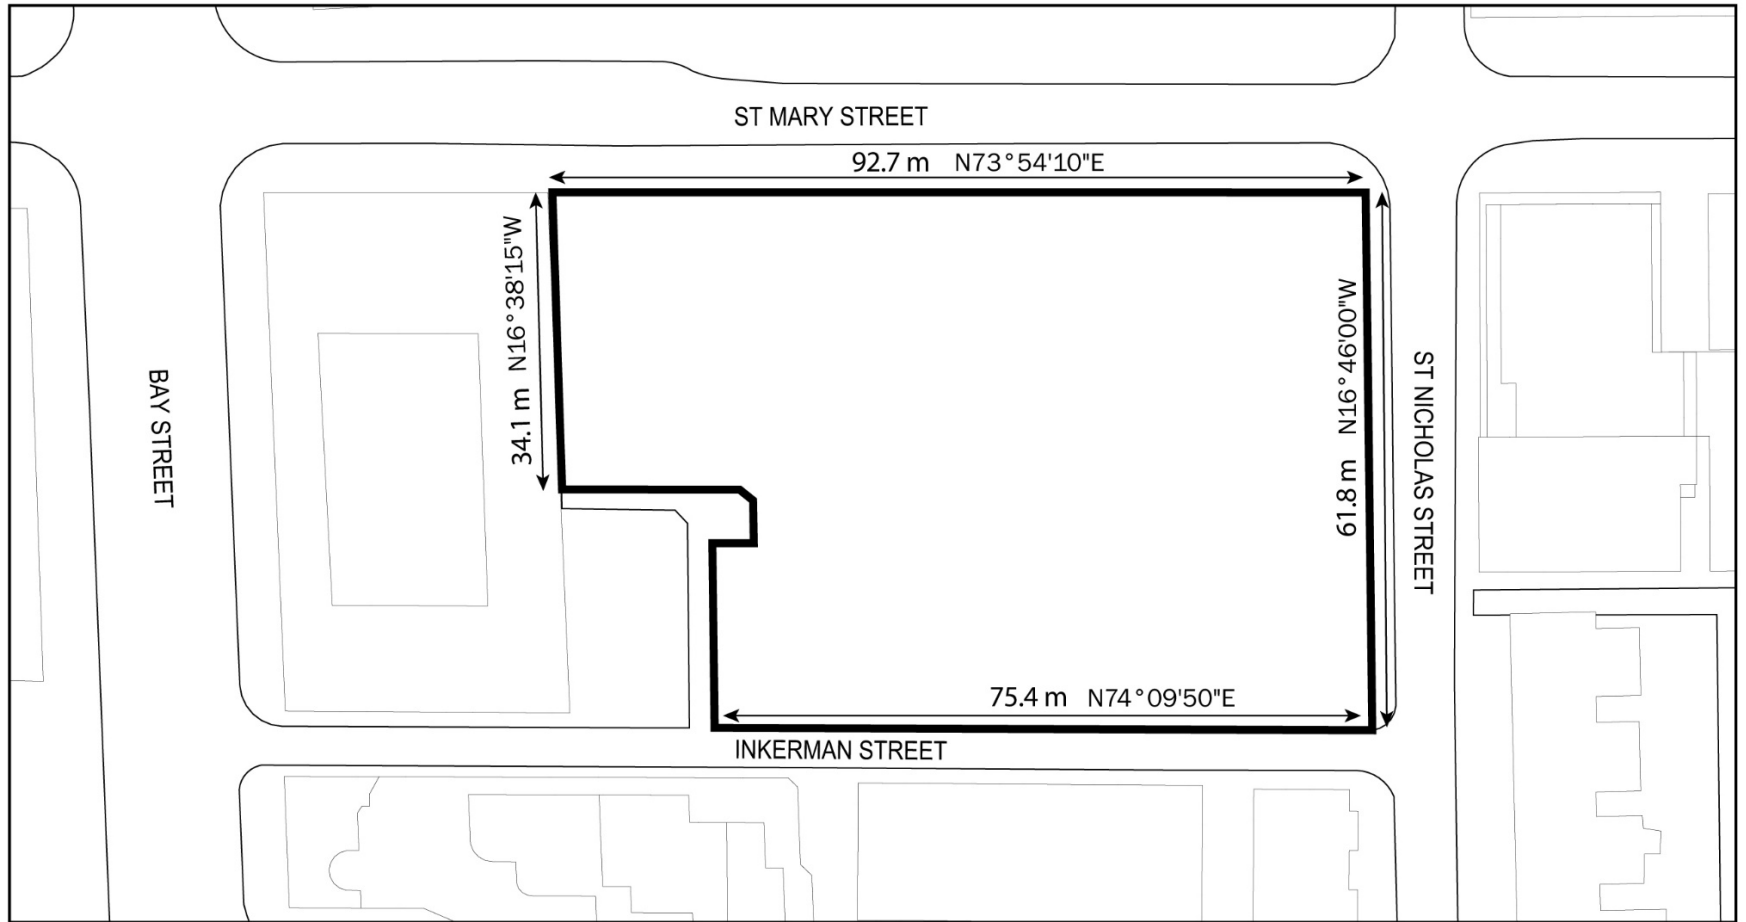 ST MARY STREET
92.7 m N73°54'10"E
34.1 m N16°38'15"W
61.8 m N16°46'00"W
BAY STREET
ST NICHOLAS STREET
75.4 m N74°09'50"E
INKERMAN STREET